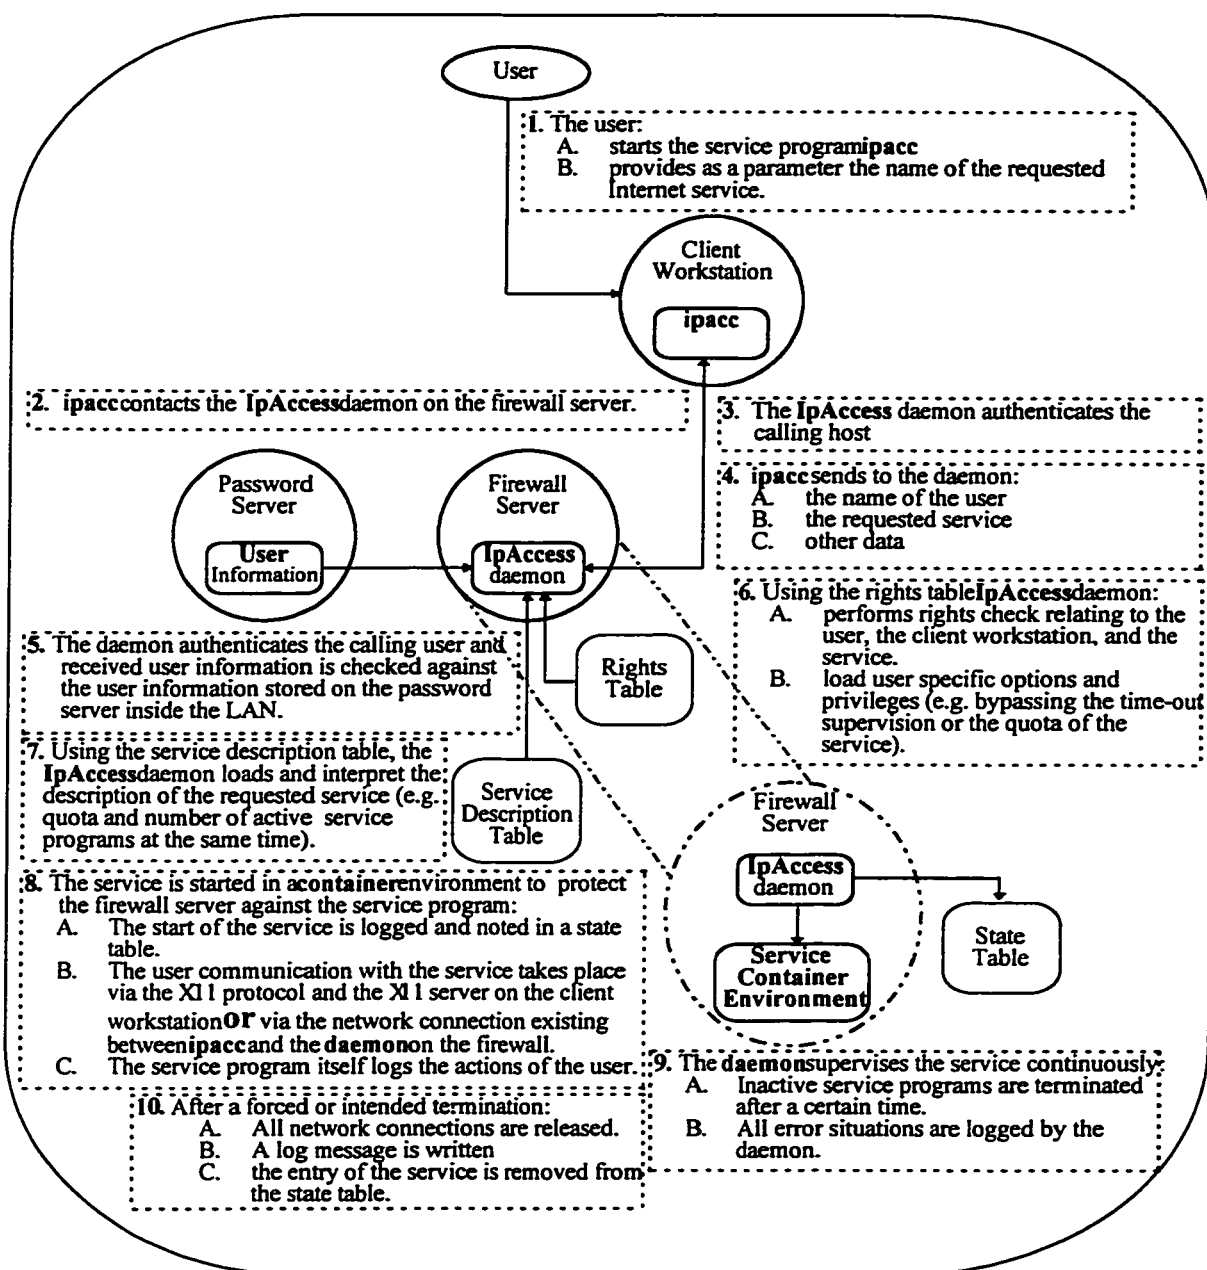 User
1. The user:
A. starts the service programipacc
B. provides as a parameter the name of the requested
Internet service.
Client
Workstation
ipacc
2. ipacccontacts the IpAccessdaemon on the firewall server.
3. The IpAccess daemon authenticates the
calling host
4. ipaccsends to the daemon:
A. the name of the user
B. the requested service
C. other data
Password
Server
User
Information
Firewall
Server
IpAccess
daemon
5. The daemon authenticates the calling user and
received user information is checked against
the user information stored on the password
server inside the LAN.
Rights
Table
6. Using the rights tableIpAccessdaemon:
A. performs rights check relating to the
user, the client workstation, and the
service.
B. load user specific options and
privileges (e.g. bypassing the time-out
supervision or the quota of the
service).
7. Using the service description table, the
IpAccessdaemon loads and interpret the
description of the requested service (e.g.
quota and number of active service
programs at the same time).
Service
Description
Table
Firewall
Server
IpAccess
daemon
Service
Container
Environment
State
Table
8. The service is started in acontainerenvironment to protect
the firewall server against the service program:
A. The start of the service is logged and noted in a state
table.
B. The user communication with the service takes place
via the X11 protocol and the X11 server on the client
workstationor via the network connection existing
betweenipaccand the daemonon the firewall.
C. The service program itself logs the actions of the user.
9. The daemonsupervises the service continuously:
A. Inactive service programs are terminated
after a certain time.
B. All error situations are logged by the
daemon.
10. After a forced or intended termination:
A. All network connections are released.
B. A log message is written
C. the entry of the service is removed from
the state table.